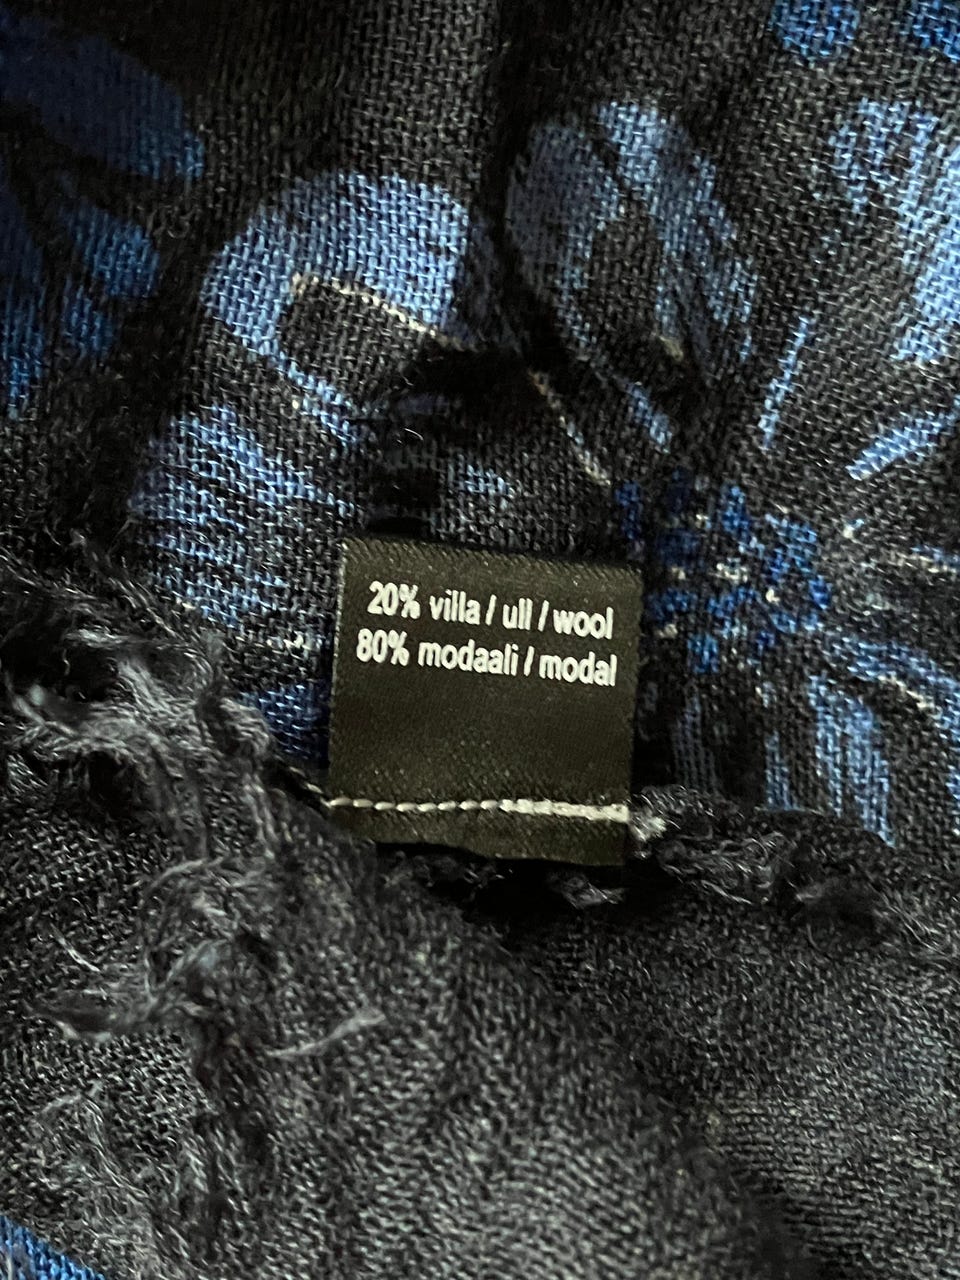 20% villa / ull / wool
80% modaali / modal